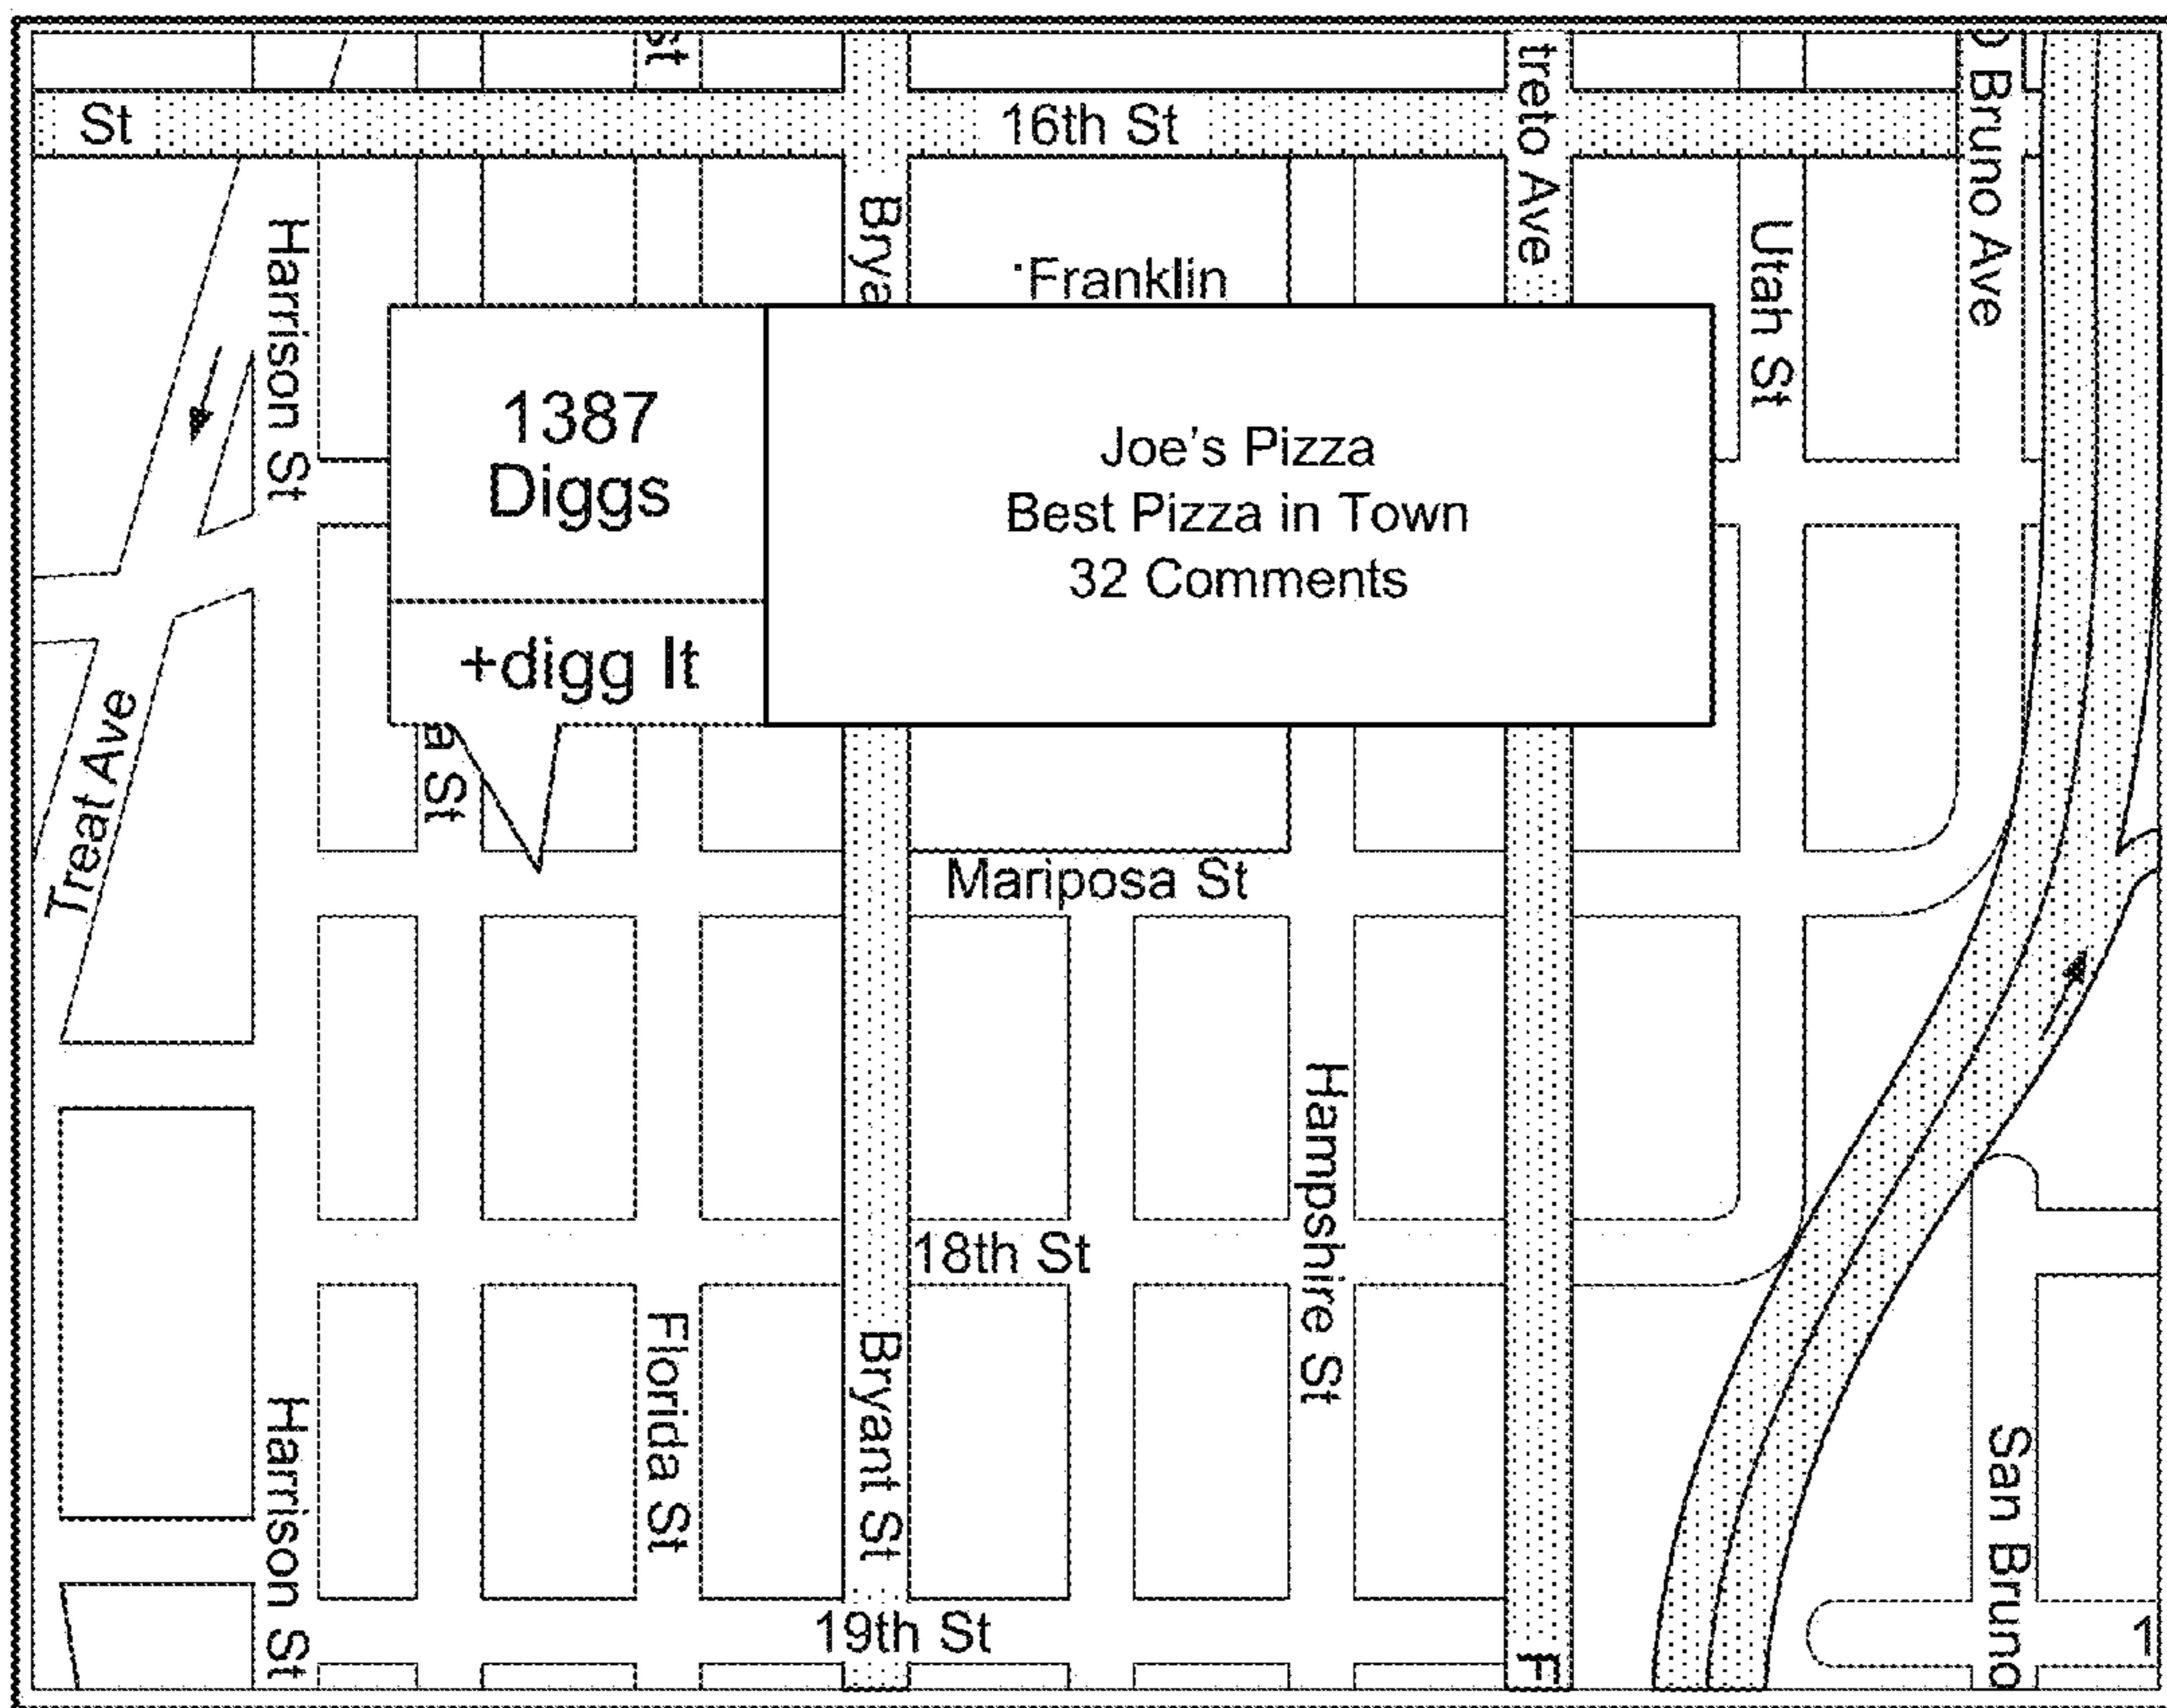 st
St
16th St
treto Ave
Bruno Ave
Harrison St
Brya
Franklin
Utah St
1387
Diggs
Joe's Pizza
Best Pizza in Town
32 Comments
+digg It
a St
Treat Ave
Mariposa St
Hampshire St
18th St
Florida St
Bryant St
Harrison St
San Bruno
19th St
F
1